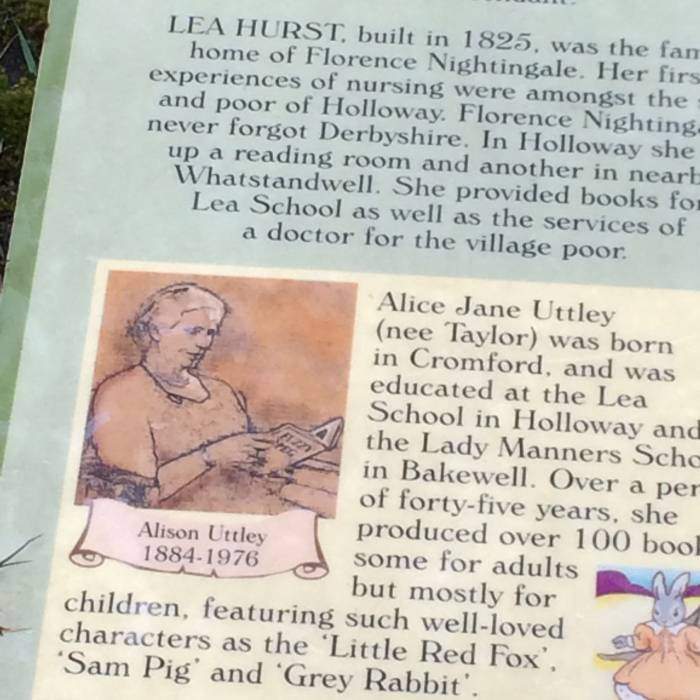 LEA HURST, built in 1825, was the fam
home of Florence Nightingale. Her firs
experiences of nursing were amongst the
and poor of Holloway. Florence Nighting
never forgot Derbyshire. In Holloway she
up a reading room and another in nearb
Whatstandwell. She provided books for
Lea School as well as the services of
a doctor for the village poor.
Alice Jane Uttley
(nee Taylor) was born
in Cromford, and was
educated at the Lea
School in Holloway and
the Lady Manners Scho
in Bakewell. Over a per
of forty-five years, she
produced over 100 book
some for adults
but mostly for
children, featuring such well-loved
characters as the 'Little Red Fox',
'Sam Pig' and 'Grey Rabbit'.
Alison Uttley
1884-1976